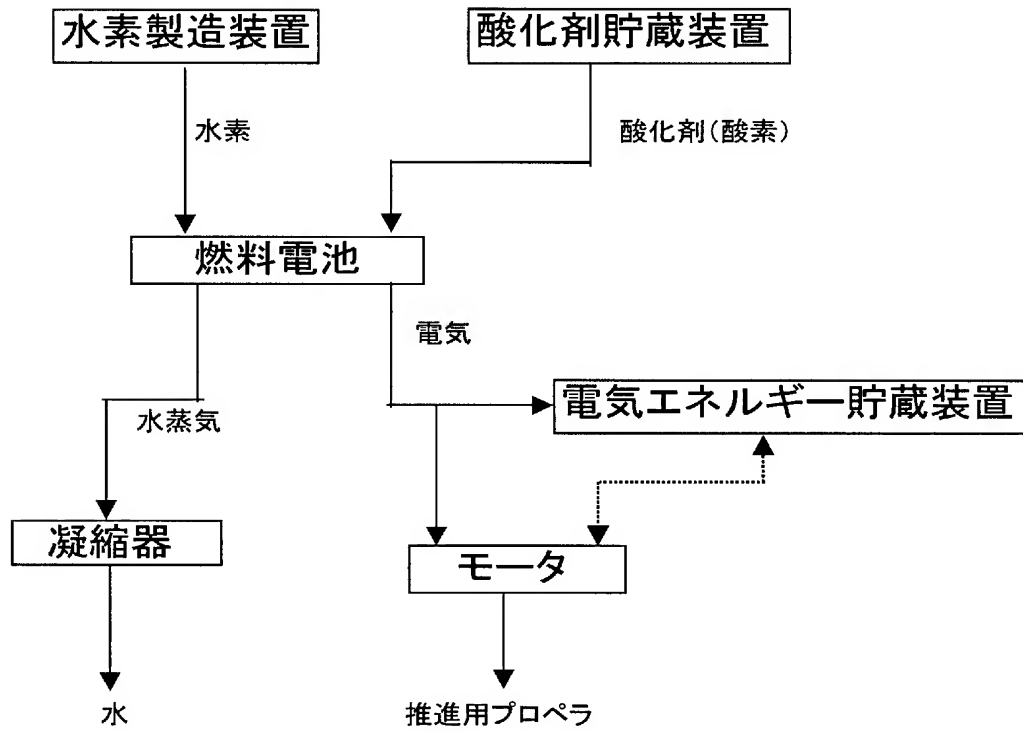 水素製造装置
酸化剤貯蔵装置
水素
酸化剤(酸素)
燃料電池
電気
電気エネルギー貯蔵装置
水蒸気
凝縮器
モータ
水
推進用プロペラ